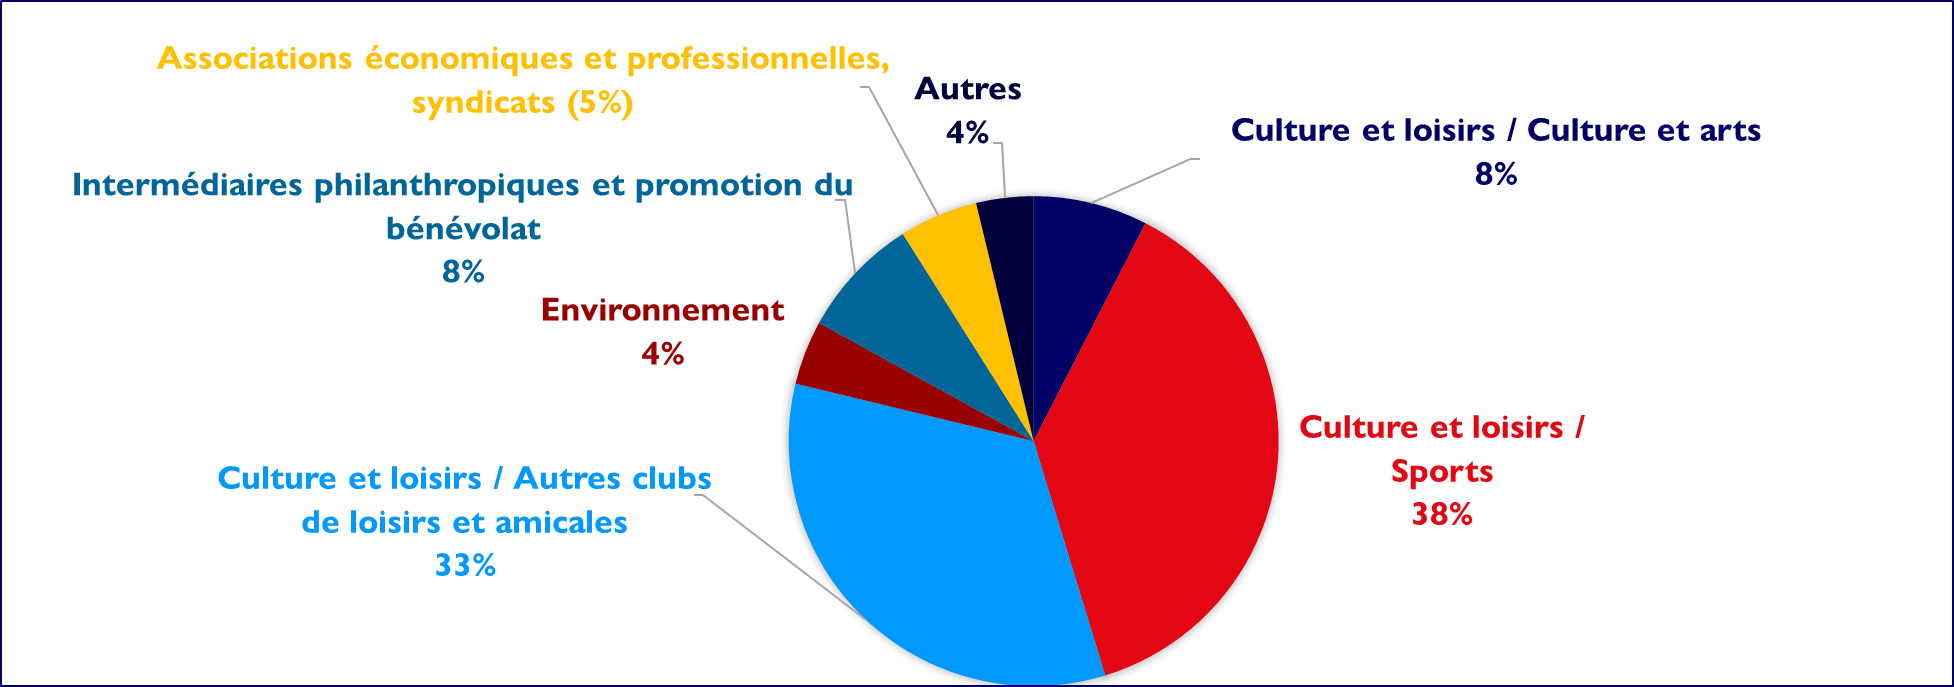 Associations économiques et professionnelles,
syndicats (5%)
Autres
4%
Culture et loisirs / Culture et arts
8%
Intermédiaires philanthropiques et promotion du
bénévolat
8%
Environnement
4%
Culture et loisirs /
Sports
38%
Culture et loisirs / Autres clubs
de loisirs et amicales
33%